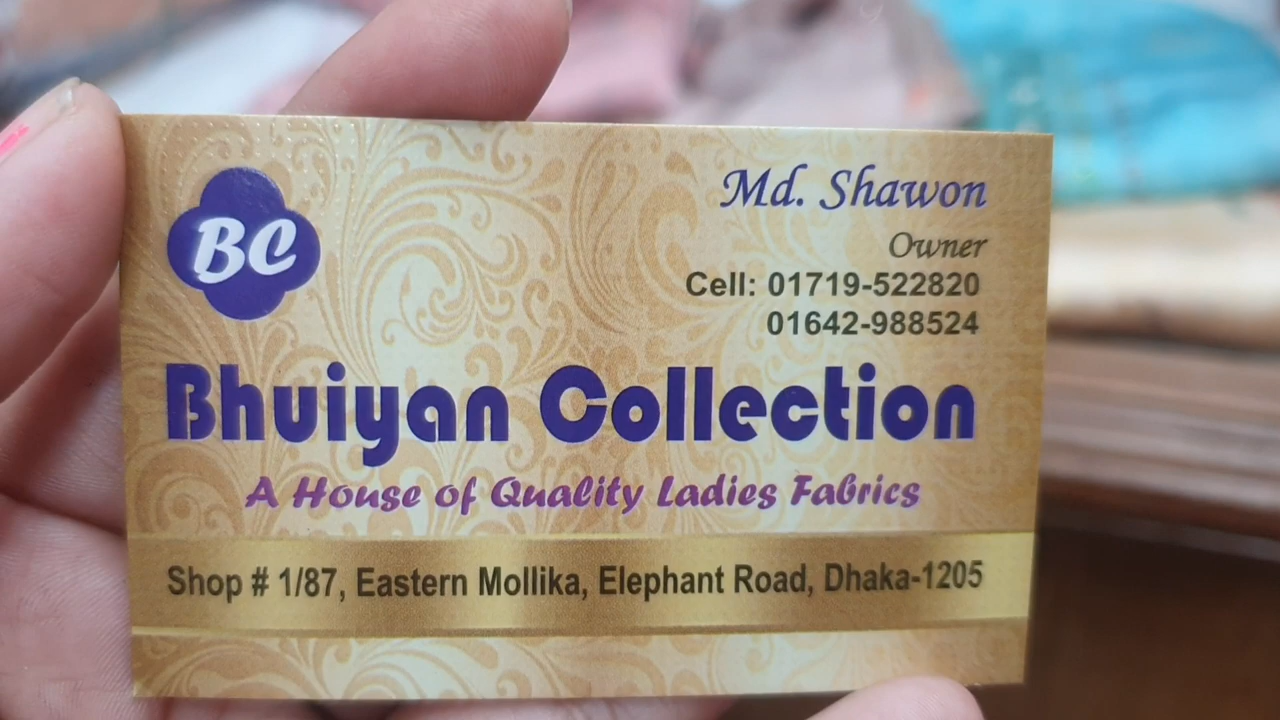 BC
Md. Shawon
Owner
Cell: 01719-522820
01642-988524
Bhuiyan Collection
A House of Quality Ladies Fabrics
Shop # 1/87, Eastern Mollika, Elephant Road, Dhaka-1205